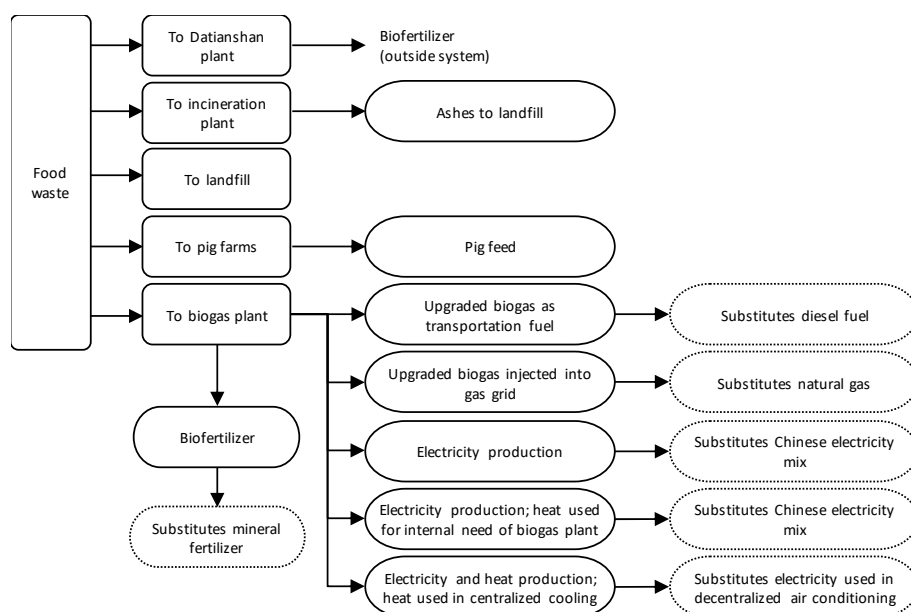 Food
waste
To Datianshan
plant
Biofertilizer
(outside system)
To incineration
plant
Ashes to landfill
To landfill
To pig farms
Pig feed
To biogas plant
Upgraded biogas as
transportation fuel
Substitutes diesel fuel
Upgraded biogas injected into
gas grid
Substitutes natural gas
Biofertilizer
Electricity production
Substitutes Chinese electricity
mix
Substitutes mineral
fertilizer
Electricity production; heat used
for internal need of biogas plant
Substitutes Chinese electricity
mix
Electricity and heat production;
heat used in centralized cooling
Substitutes electricity used in
decentralized air conditioning